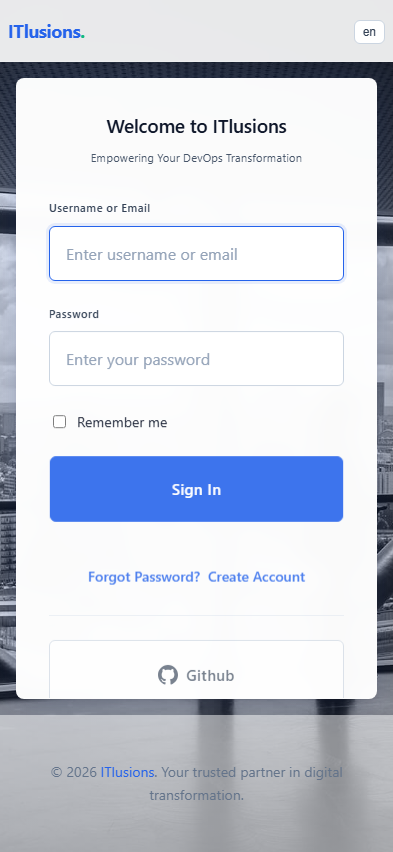 ITlusions.
en
Welcome to ITlusions
Empowering Your DevOps Transformation
Username or Email
Enter username or email
Password
Enter your password
Remember me
Sign In
Forgot Password? Create Account
Github
© 2026 ITlusions. Your trusted partner in digital
transformation.